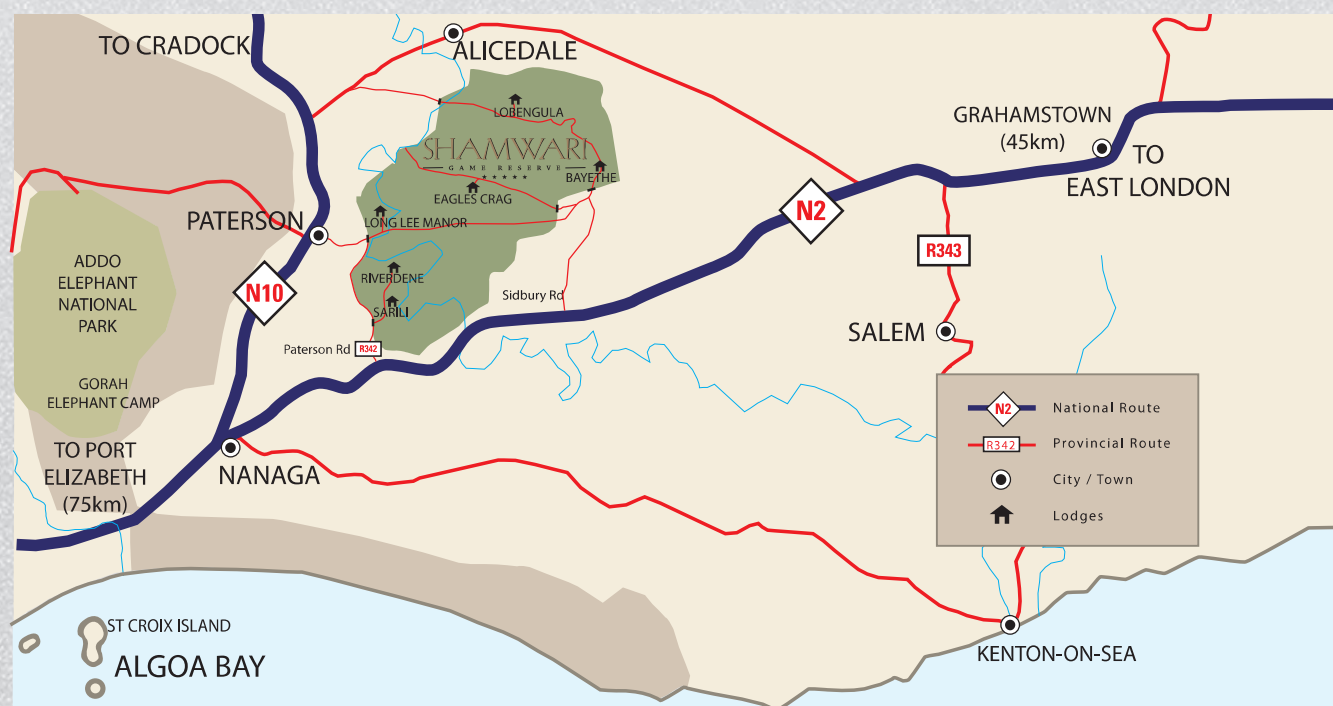 TO CRADOCK
ALICEDALE
LOBENGULA
SHAMWARI
GAME RESERVE
BAYETHE
EAGLES CRAG
LONG LEE MANOR
RIVERDENE
SARILI
GRAHAMSTOWN
(45km)
TO
EAST LONDON
N2
R343
PATERSON
N10
ADDO
ELEPHANT
NATIONAL
PARK
GORAH
ELEPHANT CAMP
Sidbury Rd
Paterson Rd R342
SALEM
TO PORT
ELIZABETH
(75km)
NANAGA
N2 National Route
R342 Provincial Route
City / Town
Lodges
ST CROIX ISLAND
ALGOA BAY
KENTON-ON-SEA